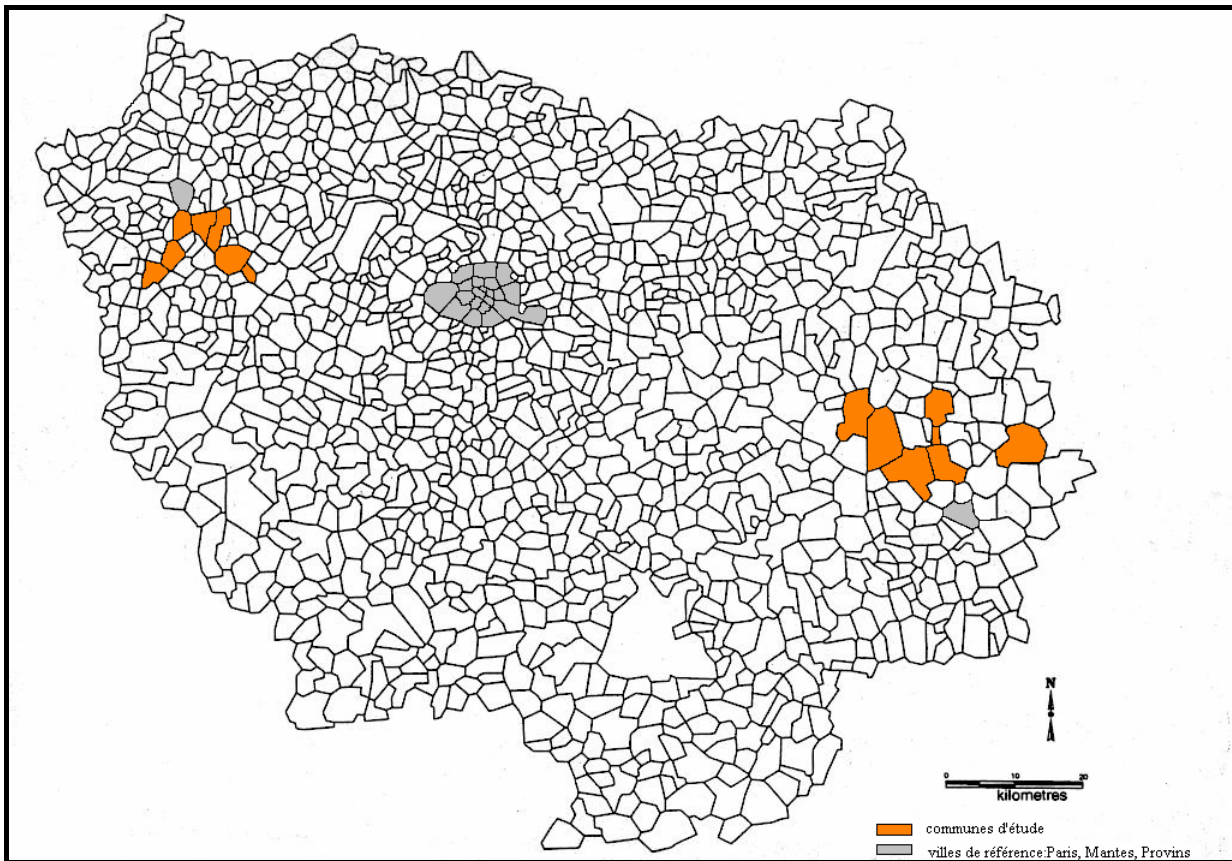 N
0 10 20
kilometres
communes d'étude
villes de référence:Paris, Mantes, Provins